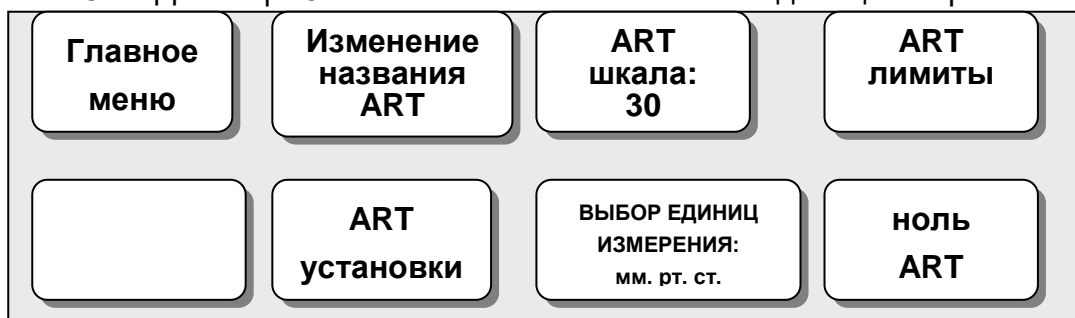 Главное
меню
Изменение
названия
ART
ART
шкала:
30
ART
лимиты
ART
установки
ВЫБОР ЕДИНИЦ
ИЗМЕРЕНИЯ:
мм. рт. ст.
ноль
ART